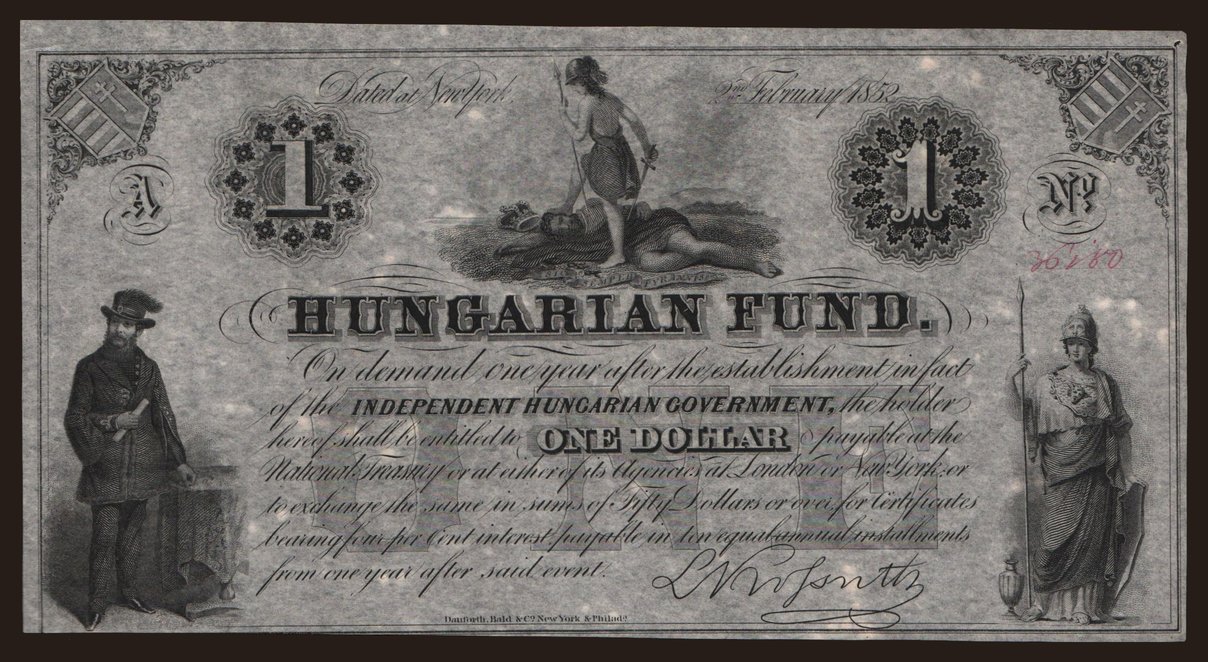 Dated at New York, 2nd February 1852
1
1
A
No
HUNGARIAN FUND.
On demand one year after the establishment in fact
of the INDEPENDENT HUNGARIAN GOVERNMENT, the holder
hereof shall be entitled to ONE DOLLAR payable at the
National Treasury or at either of its Agencies at London or New York, or
to exchange the same in sums of Fifty Dollars or over, for Certificates
bearing four per Cent interest payable in ten equal annual installments
from one year after said event.
ONE
L Kossuth
Danforth, Bald & Co. New York & Philada.